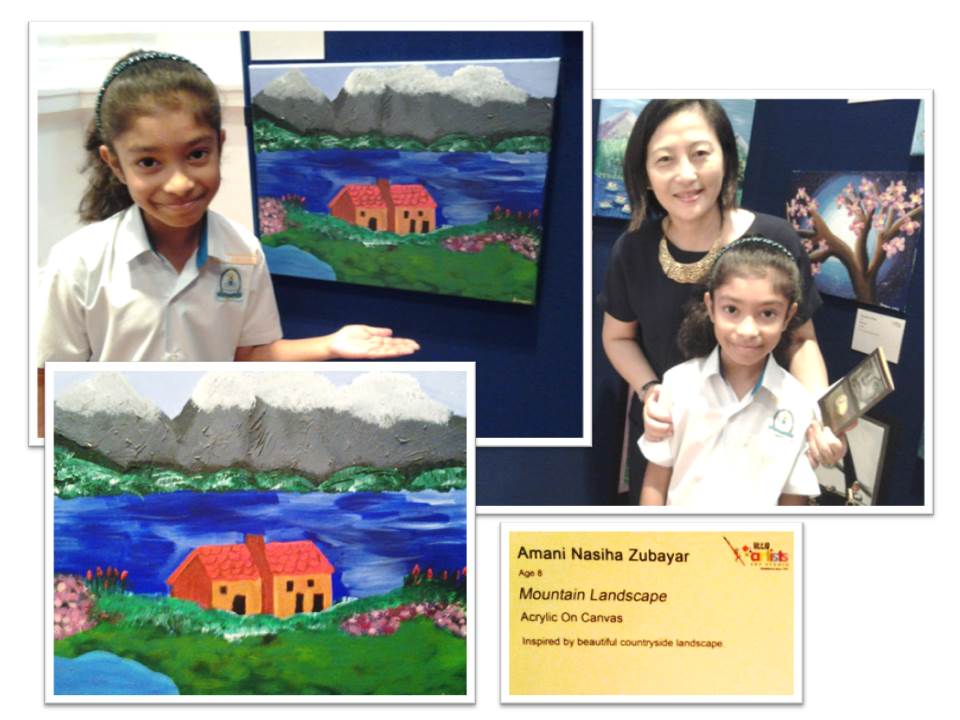 Amani Nasiha Zubayar
Age 8
Mountain Landscape
Acrylic On Canvas
Inspired by beautiful countryside landscape.
artists